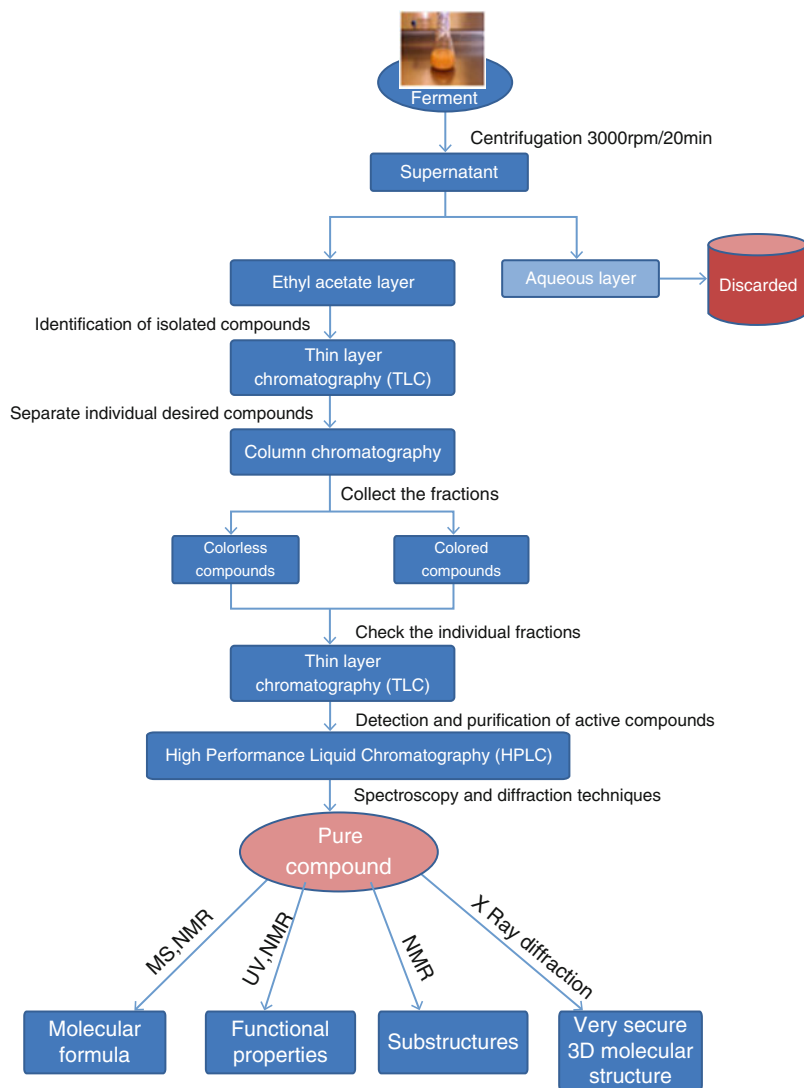 Ferment
Centrifugation 3000rpm/20min
Supernatant
Ethyl acetate layer
Aqueous layer
Discarded
Identification of isolated compounds
Thin layer
chromatography (TLC)
Separate individual desired compounds
Column chromatography
Collect the fractions
Colorless
compounds
Colored
compounds
Check the individual fractions
Thin layer
chromatography (TLC)
Detection and purification of active compounds
High Performance Liquid Chromatography (HPLC)
Spectroscopy and diffraction techniques
Pure
compound
MS,NMR
UV,NMR
NMR
X Ray diffraction
Molecular
formula
Functional
properties
Substructures
Very secure
3D molecular
structure